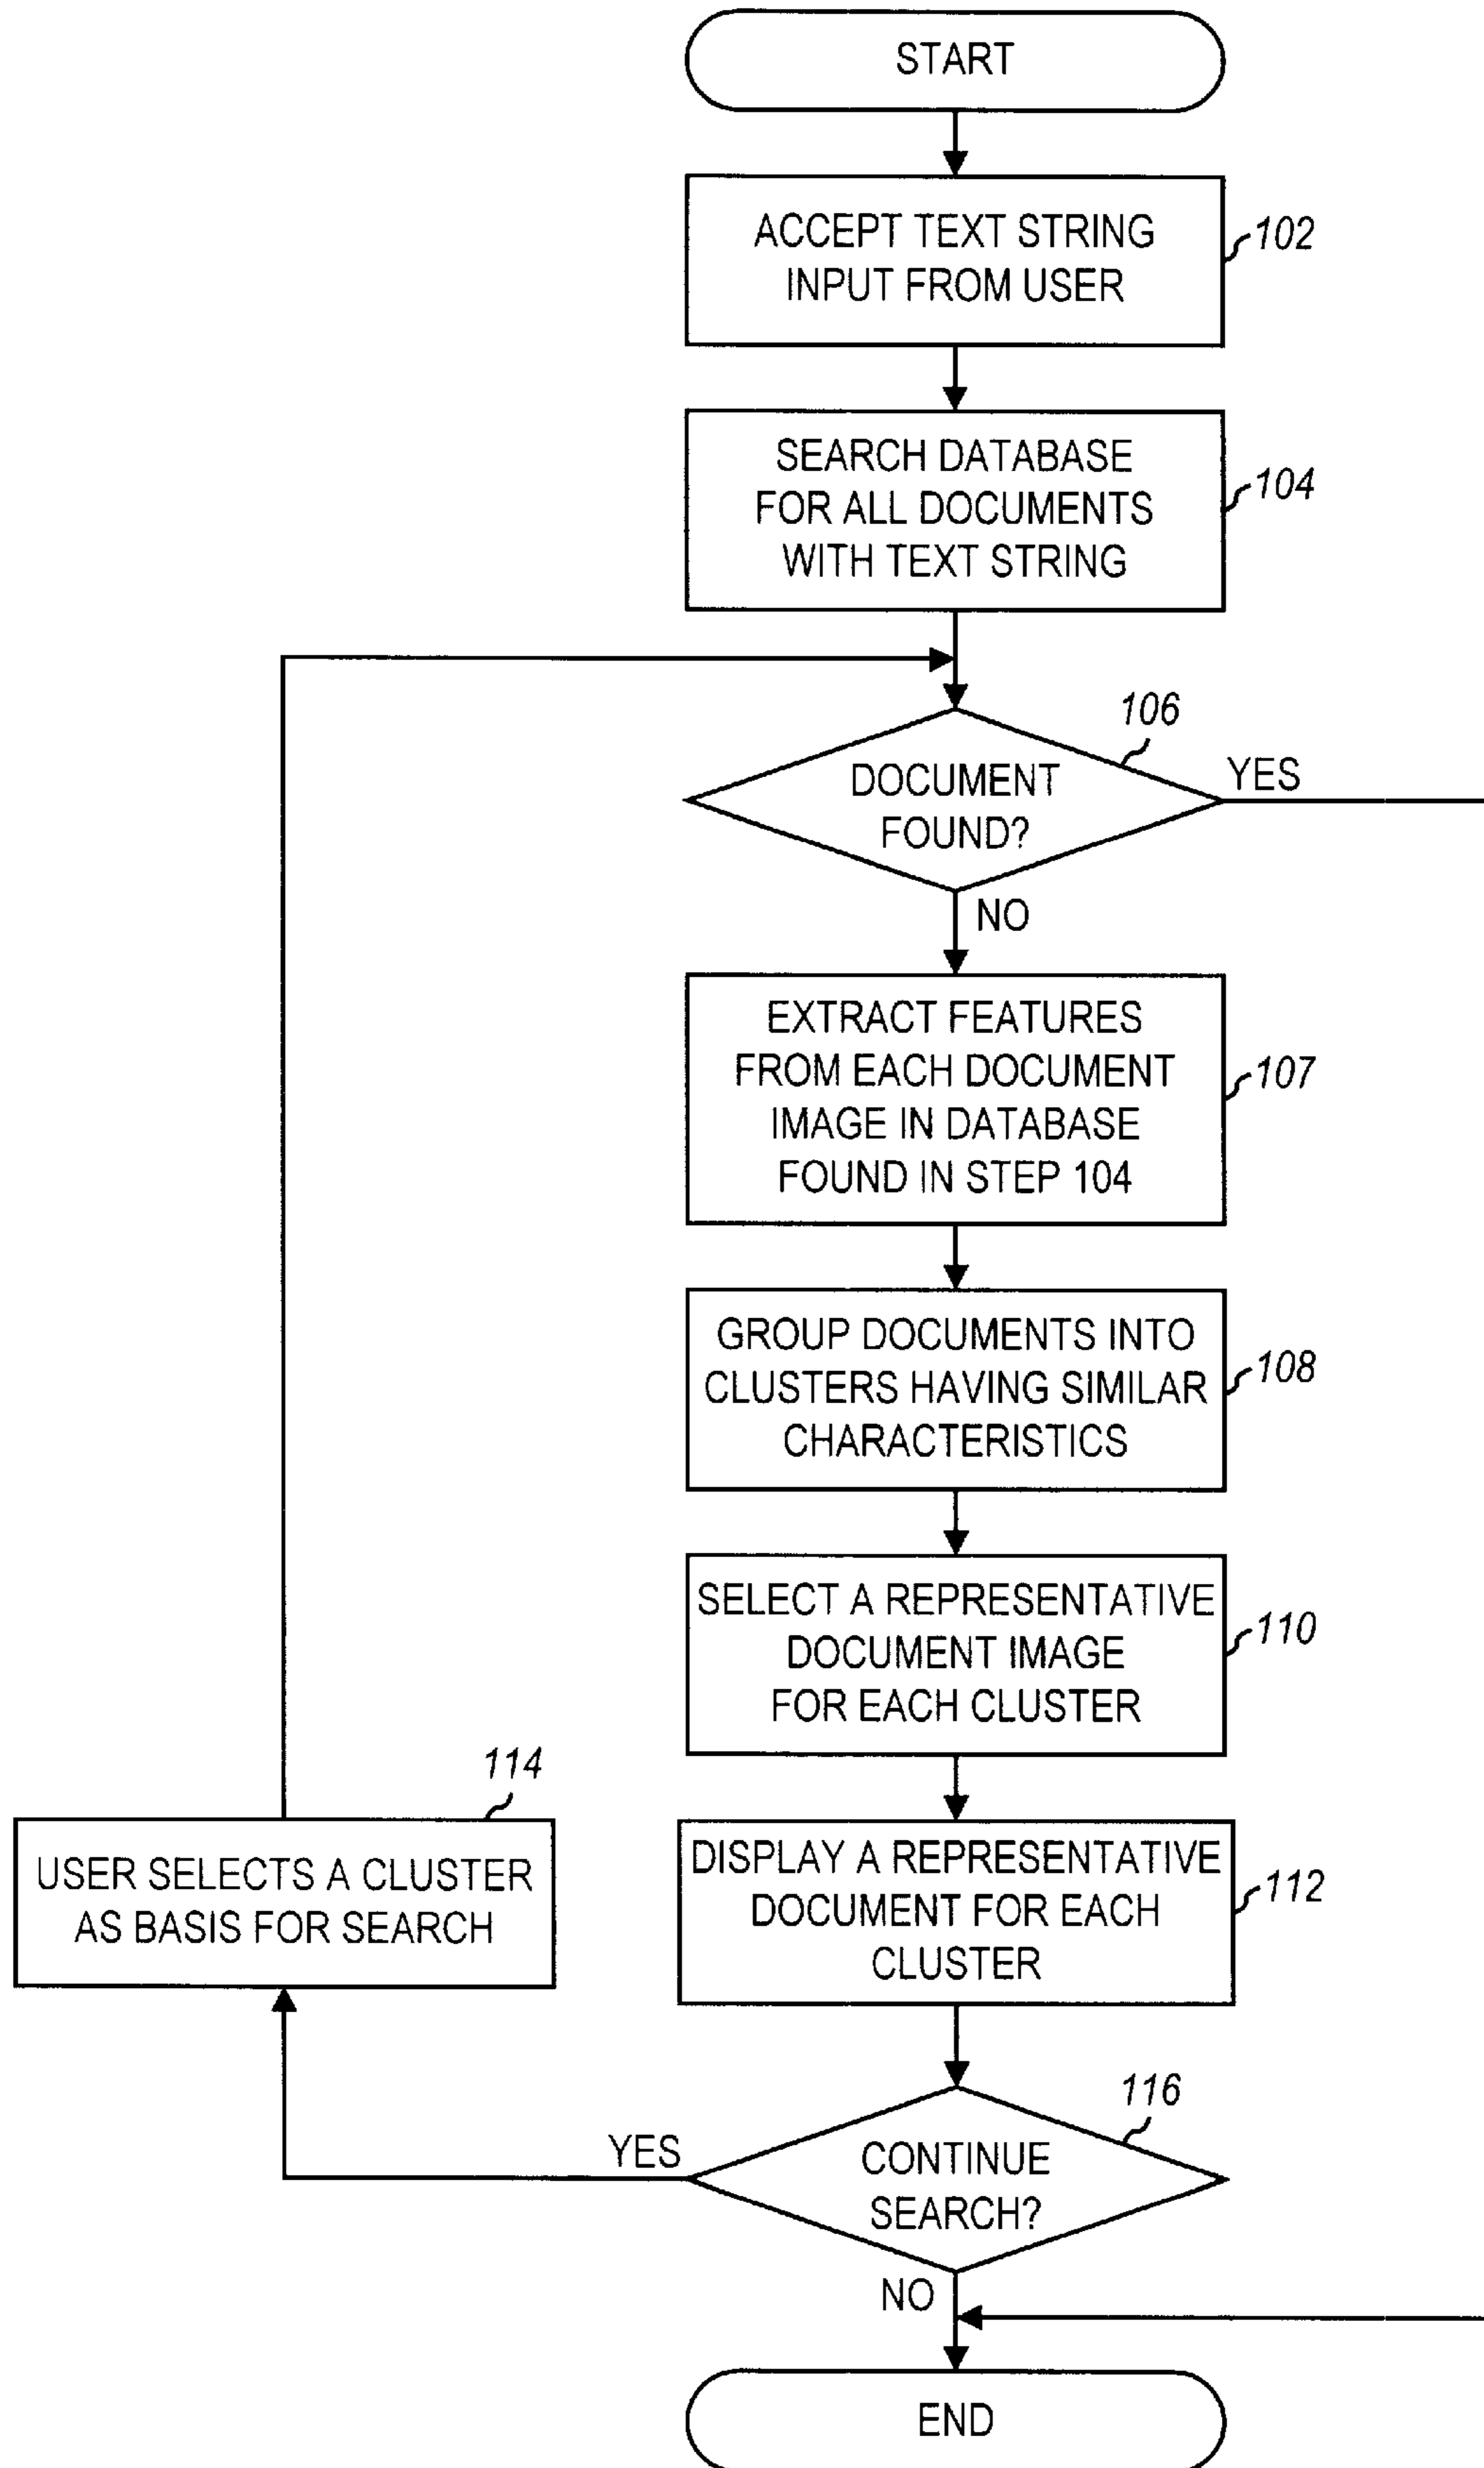 START
ACCEPT TEXT STRING
INPUT FROM USER
102
SEARCH DATABASE
FOR ALL DOCUMENTS
WITH TEXT STRING
104
106
DOCUMENT
FOUND?
YES
NO
EXTRACT FEATURES
FROM EACH DOCUMENT
IMAGE IN DATABASE
FOUND IN STEP 104
107
GROUP DOCUMENTS INTO
CLUSTERS HAVING SIMILAR
CHARACTERISTICS
108
SELECT A REPRESENTATIVE
DOCUMENT IMAGE
FOR EACH CLUSTER
110
114
USER SELECTS A CLUSTER
AS BASIS FOR SEARCH
DISPLAY A REPRESENTATIVE
DOCUMENT FOR EACH
CLUSTER
112
116
YES
CONTINUE
SEARCH?
NO
END